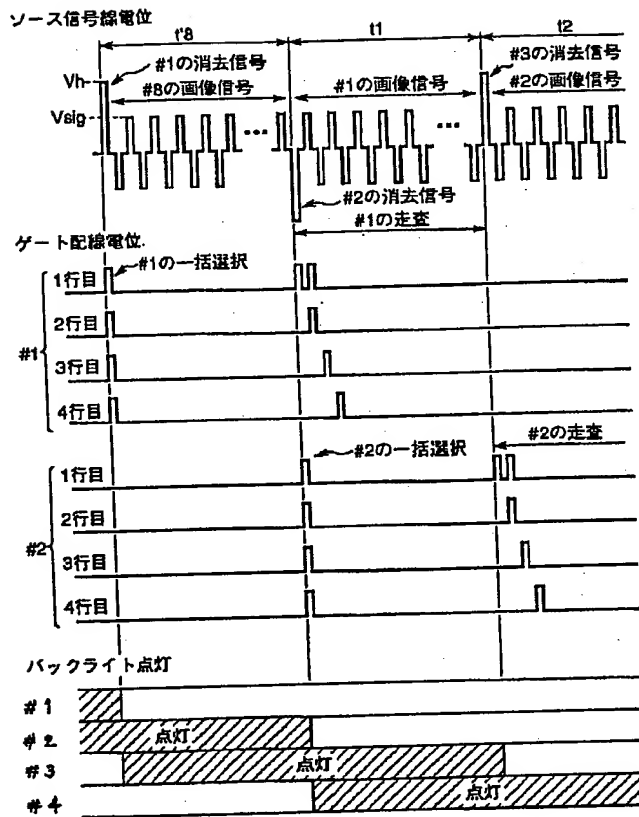 ソース信号線電位
t'8 t1 t2
Vh #1の消去信号 #3の消去信号
#8の画像信号 #1の画像信号 #2の画像信号
Vsig
... ...
#2の消去信号
#1の走査
ゲート配線電位.
#1の一括選択
1行目
2行目
#1
3行目
4行目
#2の一括選択 #2の走査
1行目
2行目
#2
3行目
4行目
バックライト点灯
#1
#2 点灯
#3 点灯
#4 点灯